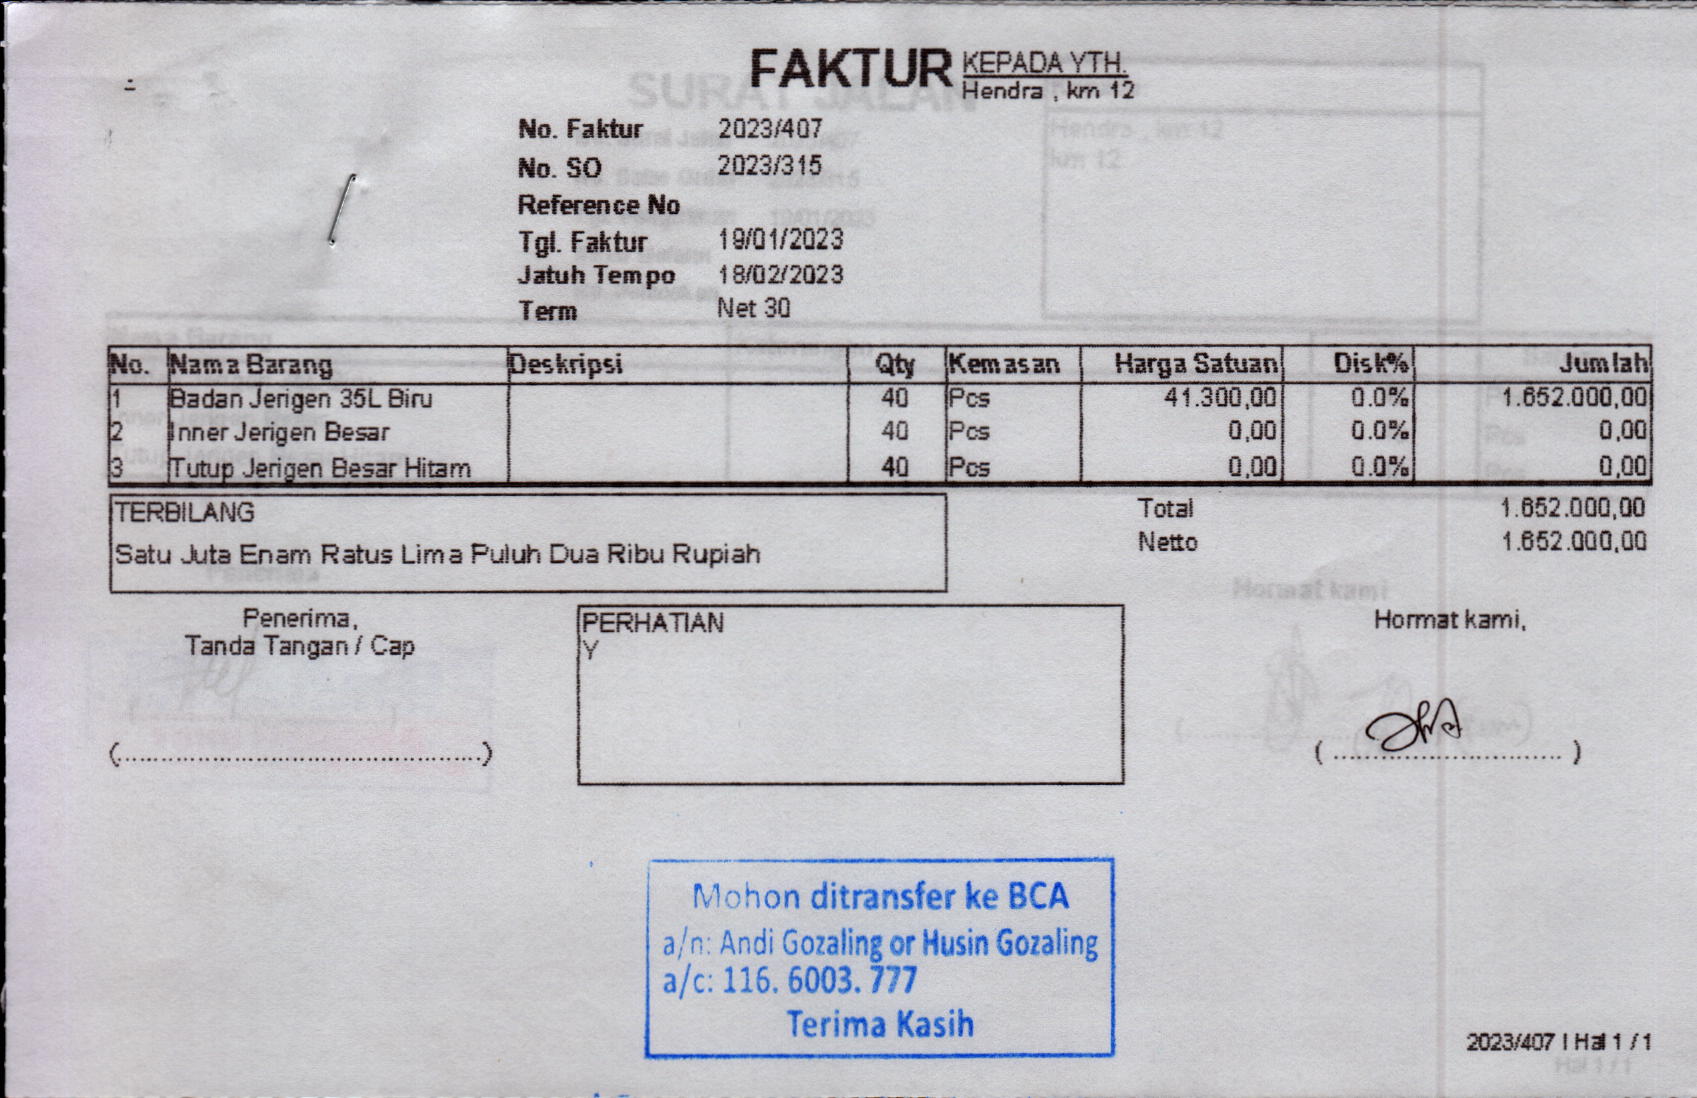 FAKTUR KEPADA YTH.
Hendra , km 12
No. Faktur 2023/407
No. SO 2023/315
Reference No
Tgl. Faktur 19/01/2023
Jatuh Tempo 18/02/2023
Term Net 30
No. Nama Barang Deskripsi Qty Kemasan Harga Satuan Disk% Jumlah
1 Badan Jerigen 35L Biru 40 Pcs 41.300,00 0.0% 1.652.000,00
2 Inner Jerigen Besar 40 Pcs 0,00 0.0% 0,00
3 Tutup Jerigen Besar Hitam 40 Pcs 0,00 0.0% 0,00
TERBILANG
Satu Juta Enam Ratus Lima Puluh Dua Ribu Rupiah
Total 1.652.000,00
Netto 1.652.000,00
Penerima,
Tanda Tangan / Cap
(............................................)
PERHATIAN
Y
Hormat kami,
( ............................ )
Mohon ditransfer ke BCA
a/n: Andi Gozaling or Husin Gozaling
a/c: 116. 6003. 777
Terima Kasih
2023/407 | Hal 1 / 1